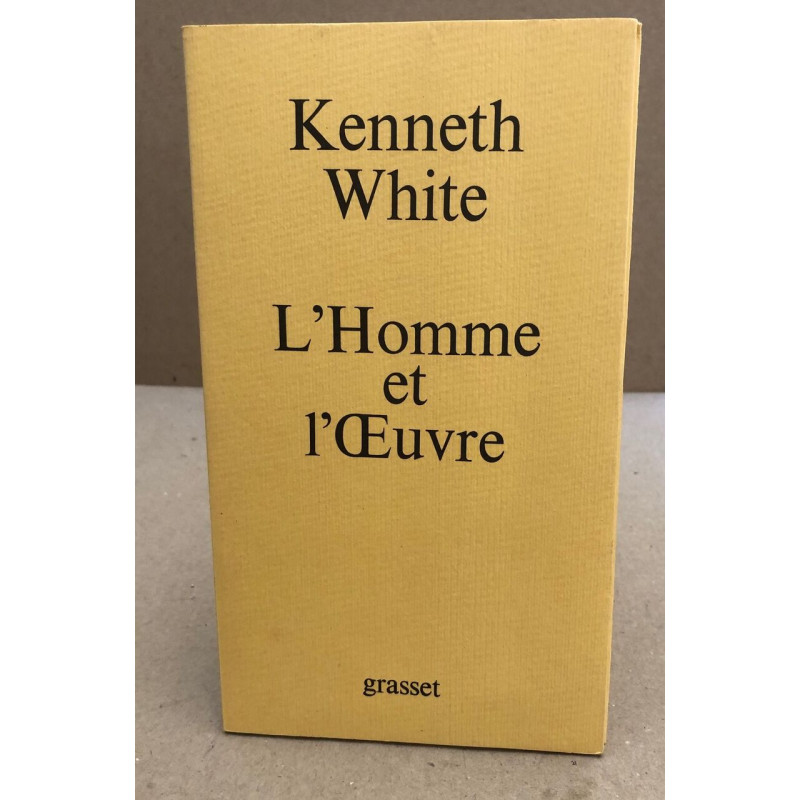 Kenneth
White
L'Homme
et
l'Œuvre
grasset